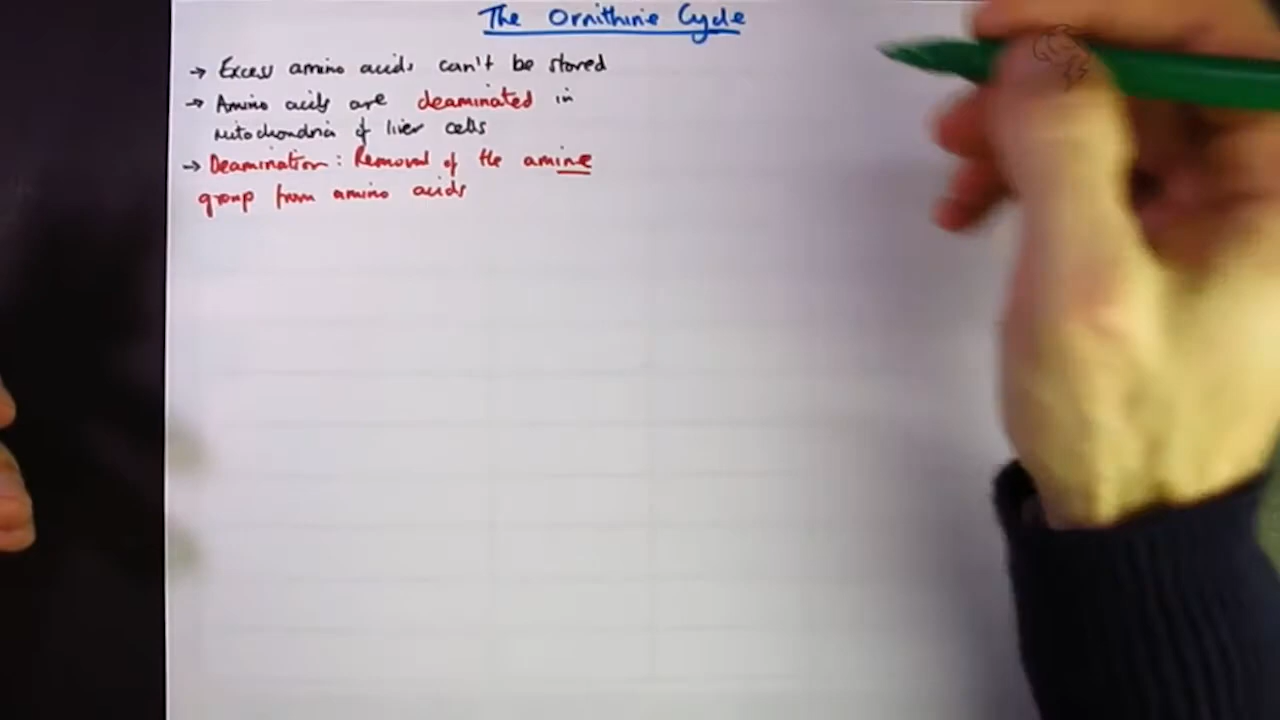 The Ornithine Cycle
→ Excess amino acids can't be stored
→ Amino acids are deaminated in
mitochondria of liver cells
→ Deamination: Removal of the amine
group from amino acids